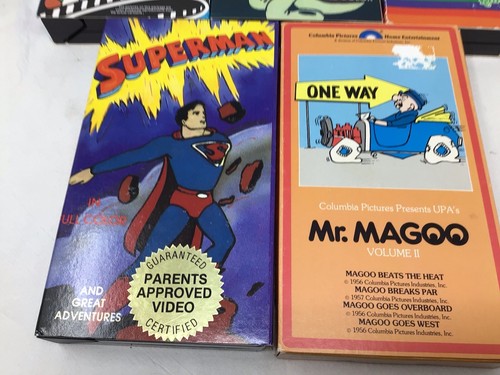 SUPERMAN
S
IN
FULL COLOR
AND
GREAT
ADVENTURES
GUARANTEED
PARENTS
APPROVED
VIDEO
CERTIFIED
Columbia Pictures Home Entertainment
ONE WAY
Columbia Pictures Presents UPA's
Mr. MAGOO
VOLUME II
MAGOO BEATS THE HEAT
© 1956 Columbia Pictures Industries, Inc.
MAGOO BREAKS PAR
© 1957 Columbia Pictures Industries, Inc.
MAGOO GOES OVERBOARD
© 1956 Columbia Pictures Industries, Inc.
MAGOO GOES WEST
© 1956 Columbia Pictures Industries, Inc.